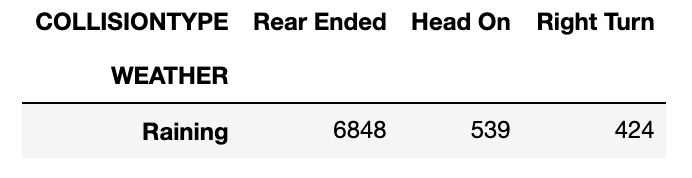 COLLISIONTYPE Rear Ended Head On Right Turn
WEATHER
Raining 6848 539 424